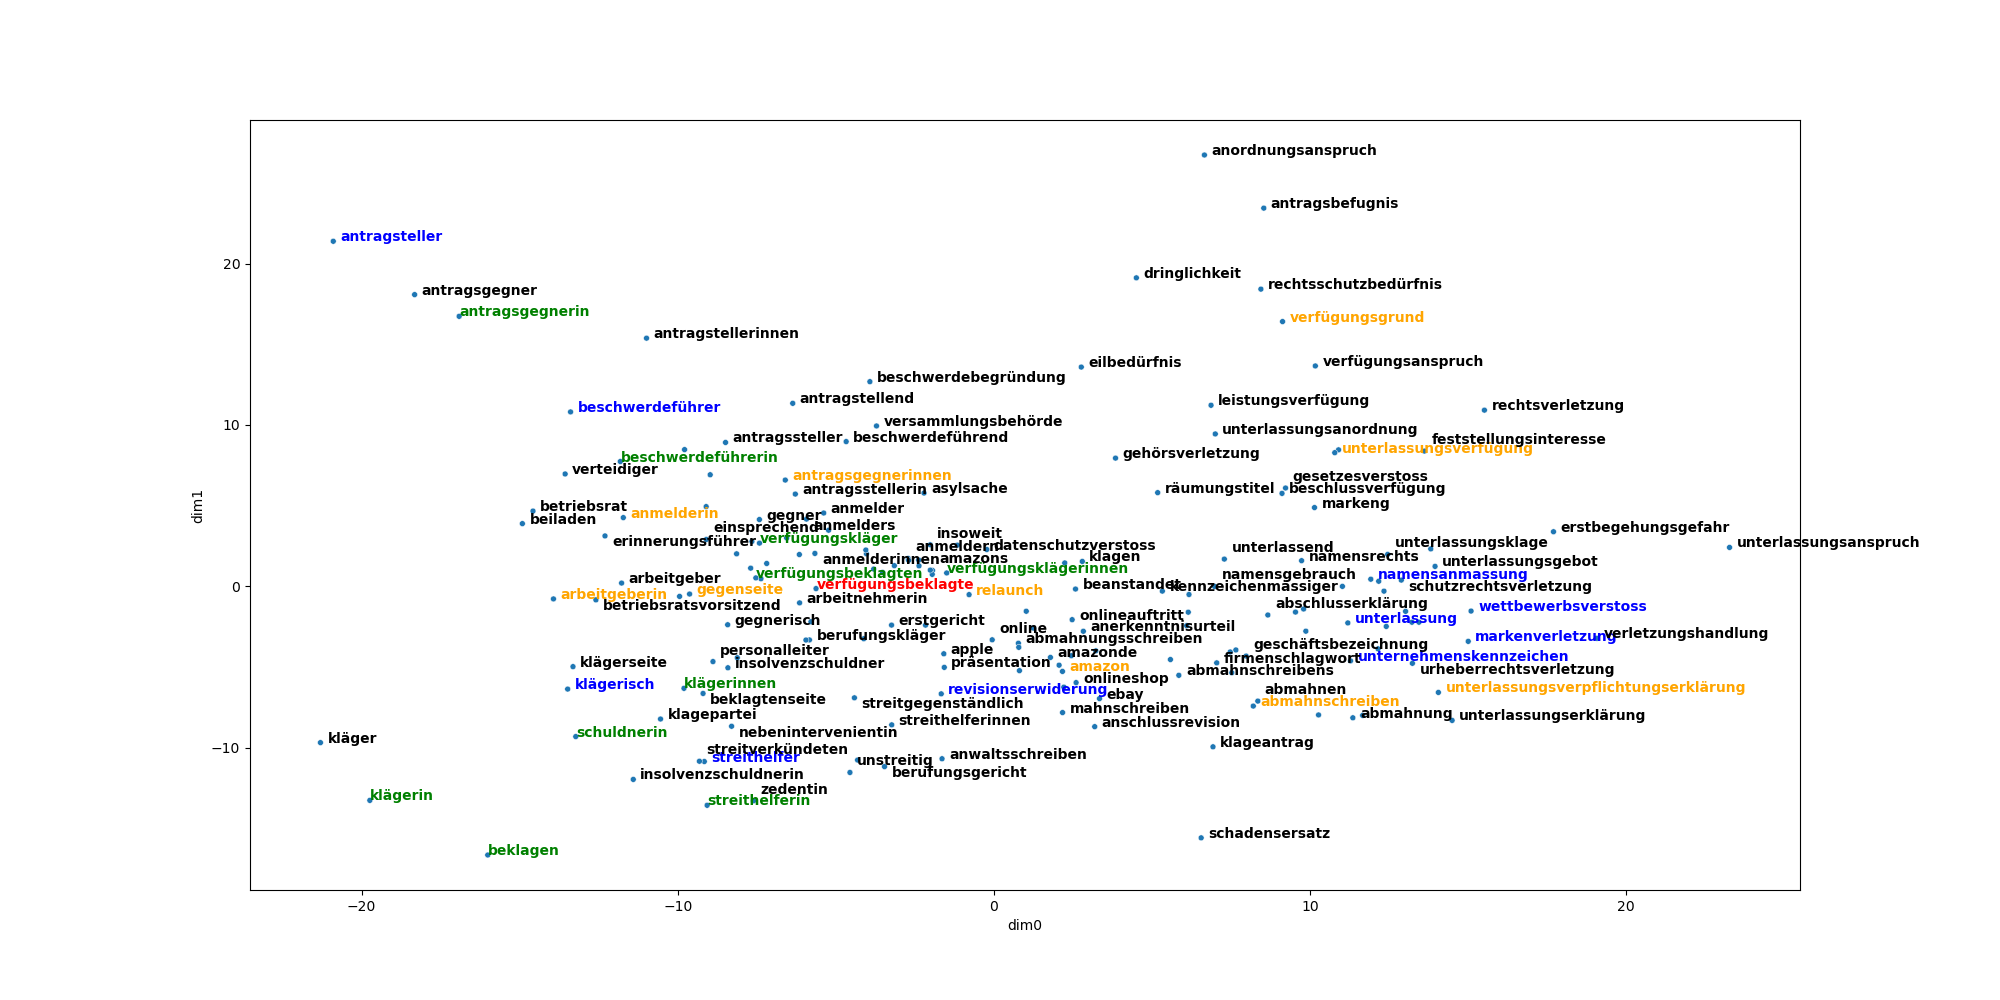 anordnungsanspruch
antragsbefugnis
antragsteller
20
dringlichkeit
rechtsschutzbedürfnis
antragsgegner
antragsgegnerin
verfügungsgrund
antragstellerinnen
eilbedürfnis
verfügungsanspruch
beschwerdebegründung
antragstellend
leistungsverfügung
beschwerdeführer
rechtsverletzung
10
versammlungsbehörde
unterlassungsanordnung
antragssteller
beschwerdeführend
feststellungsinteresse
unterlassungsverfügung
gehörsverletzung
beschwerdeführerin
verteidiger
antragsgegnerinnen
gesetzesverstoss
antragsstellerin
asylsache
räumungstitel
beschlussverfügung
dim1
betriebsrat
anmelderin
beiladen
gegner
anmelder
markeng
einsprechend
anmelders
erstbegehungsgefahr
insoweit
erinnerungsführer
verfügungskläger
anmeldern
datenschutzverstoss
unterlassend
unterlassungsklage
unterlassungsanspruch
anmelderinnen
amazons
klagen
namensrechts
unterlassungsgebot
verfügungsbeklagten
verfügungsklägerinnen
namensgebrauch
namensanmassung
0
arbeitgeber
verfügungsbeklagte
beanstandet
kennzeichenmässiger
schutzrechtsverletzung
arbeitgeberin
gegenseite
relaunch
betriebsratsvorsitzend
arbeitnehmerin
abschlusserklärung
wettbewerbsverstoss
gegnerisch
erstgericht
onlineauftritt
unterlassung
online
anerkenntnisurteil
berufungskläger
abmahnungsschreiben
markenverletzung
verletzungshandlung
personalleiter
apple
amazonde
geschäftsbezeichnung
klägerseite
insolvenzschuldner
präsentation
amazon
firmenschlagwort
unternehmenskennzeichen
abmahnschreibens
urheberrechtsverletzung
klägerisch
klägerinnen
revisionserwiderung
onlineshop
abmahnen
unterlassungsverpflichtungserklärung
beklagtenseite
streitgegenständlich
ebay
abmahnschreiben
klagepartei
mahnschreiben
abmahnung
unterlassungserklärung
schuldnerin
nebenintervenientin
streithelferinnen
anschlussrevision
kläger
klageantrag
−10
streitverkündeten
streithelfer
unstreitig
anwaltsschreiben
insolvenzschuldnerin
berufungsgericht
klägerin
zedentin
streithelferin
schadensersatz
beklagen
−20
−10
0
10
20
dim0